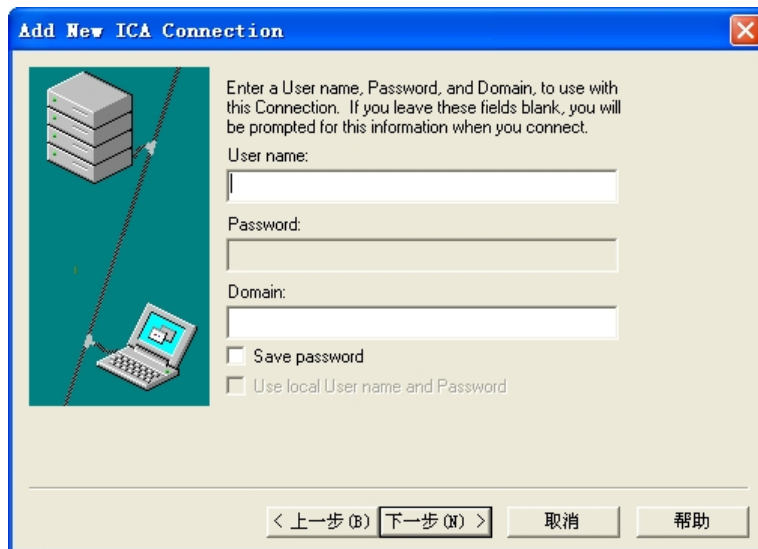 Add New ICA Connection
Enter a User name, Password, and Domain, to use with
this Connection. If you leave these fields blank, you will
be prompted for this information when you connect.
User name:
Password:
Domain:
Save password
Use local User name and Password
< 上一步(B) 下一步(N) > 取消 帮助